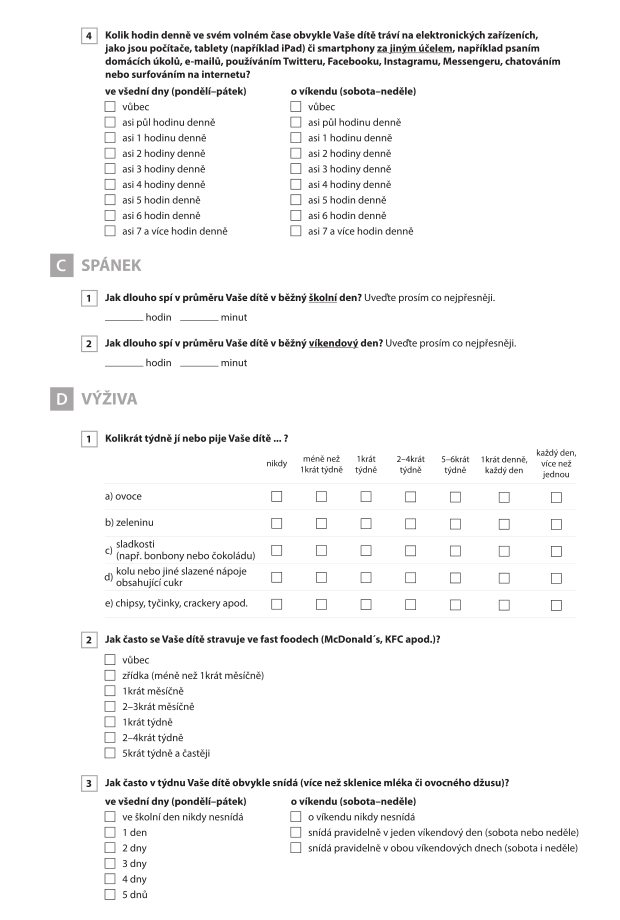 4 Kolik hodin denně ve svém volném čase obvykle Vaše dítě tráví na elektronických zařízeních,
jako jsou počítače, tablety (například iPad) či smartphony za jiným účelem, například psaním
domácích úkolů, e-mailů, používáním Twitteru, Facebooku, Instagramu, Messengeru, chatováním
nebo surfováním na internetu?
ve všední dny (pondělí–pátek) o víkendu (sobota–neděle)
vůbec vůbec
asi půl hodinu denně asi půl hodinu denně
asi 1 hodinu denně asi 1 hodinu denně
asi 2 hodiny denně asi 2 hodiny denně
asi 3 hodiny denně asi 3 hodiny denně
asi 4 hodiny denně asi 4 hodiny denně
asi 5 hodin denně asi 5 hodin denně
asi 6 hodin denně asi 6 hodin denně
asi 7 a více hodin denně asi 7 a více hodin denně
C SPÁNEK
1 Jak dlouho spí v průměru Vaše dítě v běžný školní den? Uveďte prosím co nejpřesněji.
________ hodin ________ minut
2 Jak dlouho spí v průměru Vaše dítě v běžný víkendový den? Uveďte prosím co nejpřesněji.
________ hodin ________ minut
D VÝŽIVA
1 Kolikrát týdně jí nebo pije Vaše dítě ... ?
nikdy méně než 1krát týdně 1krát týdně 2–4krát týdně 5–6krát týdně 1krát denně, každý den každý den, více než jednou
a) ovoce
b) zeleninu
c) sladkosti
(např. bonbony nebo čokoládu)
d) kolu nebo jiné slazené nápoje
obsahující cukr
e) chipsy, tyčinky, crackery apod.
2 Jak často se Vaše dítě stravuje ve fast foodech (McDonald´s, KFC apod.)?
vůbec
zřídka (méně než 1krát měsíčně)
1krát měsíčně
2–3krát měsíčně
1krát týdně
2–4krát týdně
5krát týdně a častěji
3 Jak často v týdnu Vaše dítě obvykle snídá (více než sklenice mléka či ovocného džusu)?
ve všední dny (pondělí–pátek) o víkendu (sobota–neděle)
ve školní den nikdy nesnídá o víkendu nikdy nesnídá
1 den snídá pravidelně v jeden víkendový den (sobota nebo neděle)
2 dny snídá pravidelně v obou víkendových dnech (sobota i neděle)
3 dny
4 dny
5 dnů